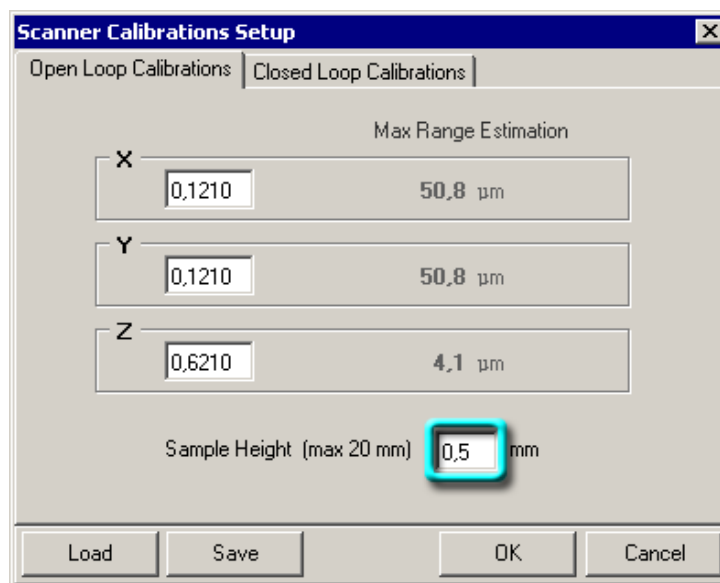 Scanner Calibrations Setup
Open Loop Calibrations Closed Loop Calibrations
Max Range Estimation
X
0,1210 50,8 µm
Y
0,1210 50,8 µm
Z
0,6210 4,1 µm
Sample Height (max 20 mm) 0,5 mm
Load Save OK Cancel